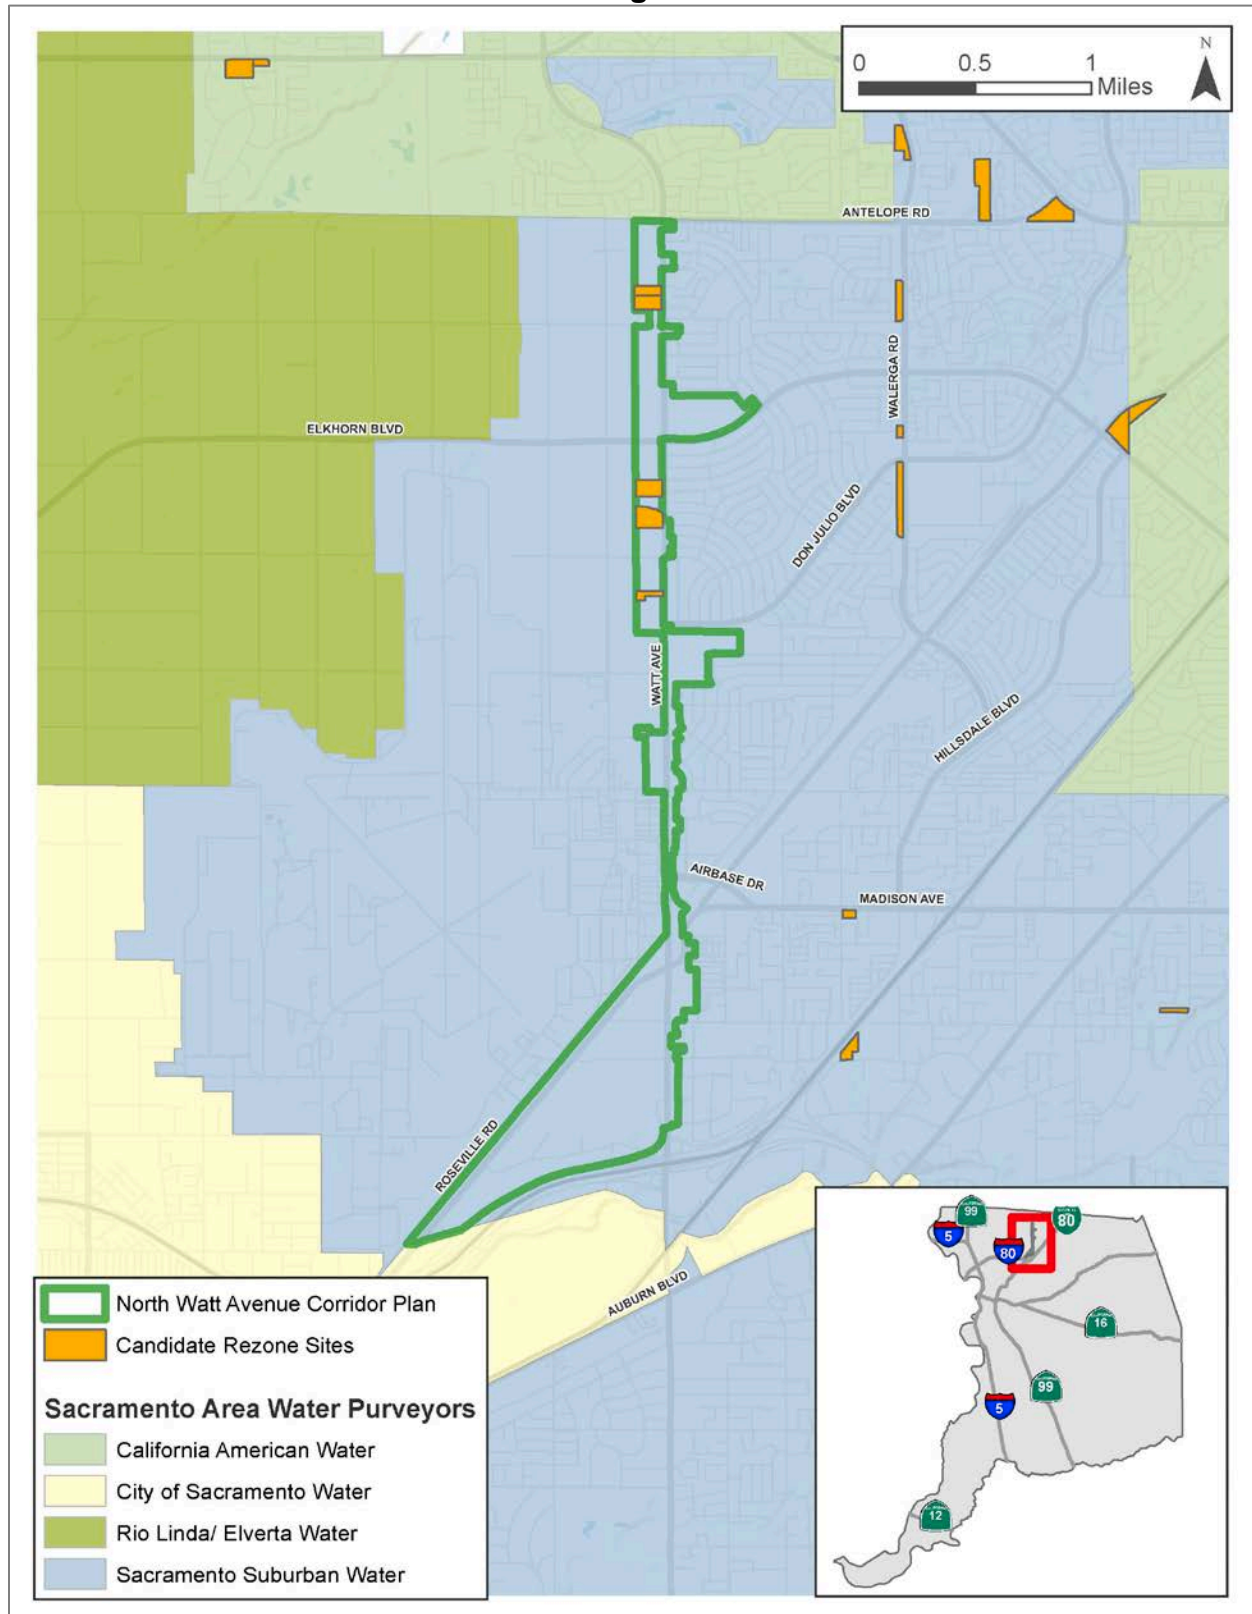 0 0.5 1
Miles
N
ANTELOPE RD
WALERGA RD
ELKHORN BLVD
DON JULIO BLVD
WATT AVE
HILLSDALE BLVD
AIRBASE DR
MADISON AVE
ROSEVILLE RD
AUBURN BLVD
North Watt Avenue Corridor Plan
Candidate Rezone Sites
Sacramento Area Water Purveyors
California American Water
City of Sacramento Water
Rio Linda/ Elverta Water
Sacramento Suburban Water
99
5
80
80
16
99
5
12